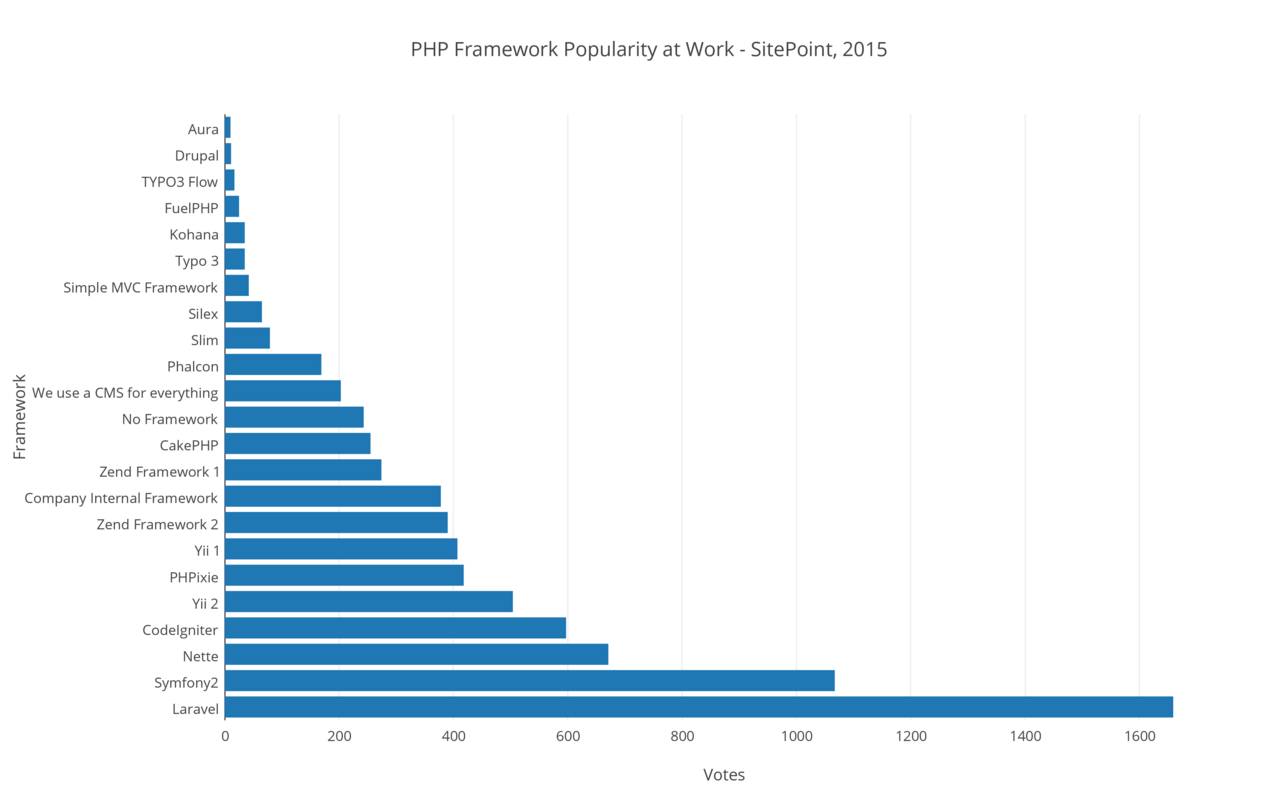 PHP Framework Popularity at Work - SitePoint, 2015
Framework
Aura
Drupal
TYPO3 Flow
FuelPHP
Kohana
Typo 3
Simple MVC Framework
Silex
Slim
Phalcon
We use a CMS for everything
No Framework
CakePHP
Zend Framework 1
Company Internal Framework
Zend Framework 2
Yii 1
PHPixie
Yii 2
CodeIgniter
Nette
Symfony2
Laravel
0 200 400 600 800 1000 1200 1400 1600
Votes